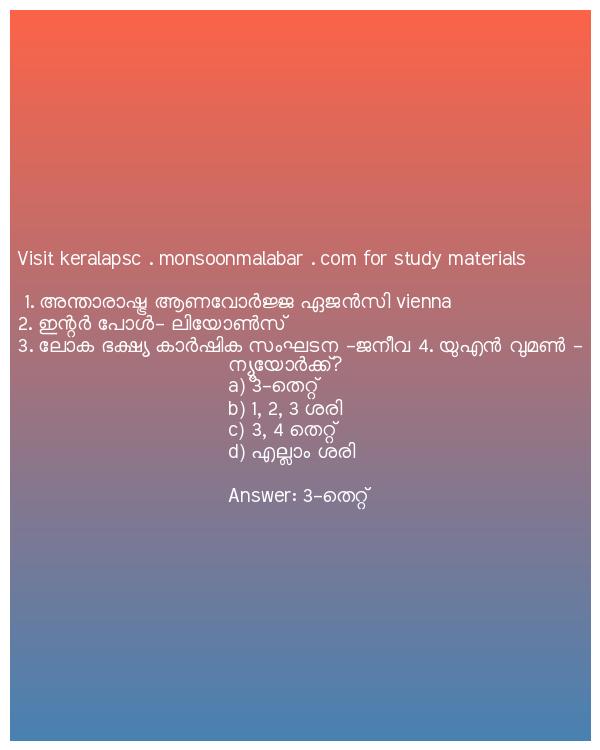 Visit keralapsc . monsoonmalabar . com for study materials
1. അന്താരാഷ്ട്ര ആണവോർജ്ജ ഏജൻസി vienna
2. ഇന്റർ പോൾ- ലിയോൺസ്
3. ലോക ഭക്ഷ്യ കാർഷിക സംഘടന -ജനീവ 4. യുഎൻ വുമൺ -
ന്യൂയോർക്ക്?
a) 3-തെറ്റ്
b) 1, 2, 3 ശരി
c) 3, 4 തെറ്റ്
d) എല്ലാം ശരി
Answer: 3-തെറ്റ്